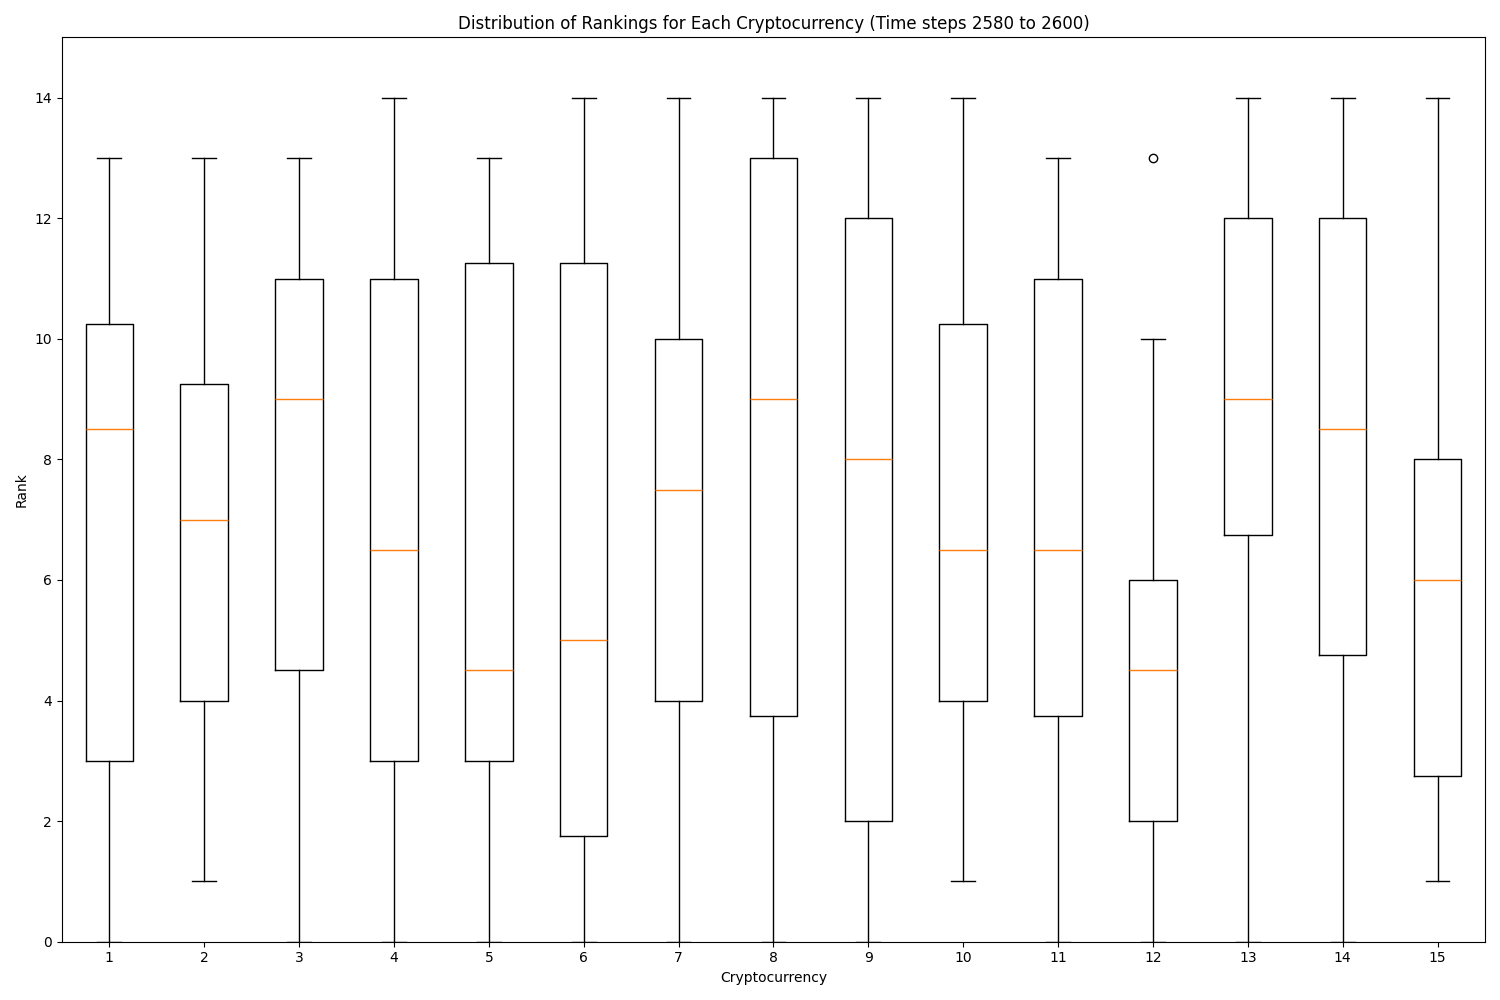 Distribution of Rankings for Each Cryptocurrency (Time steps 2580 to 2600)
Rank
14
12
10
8
6
4
2
0
1 2 3 4 5 6 7 8 9 10 11 12 13 14 15
Cryptocurrency